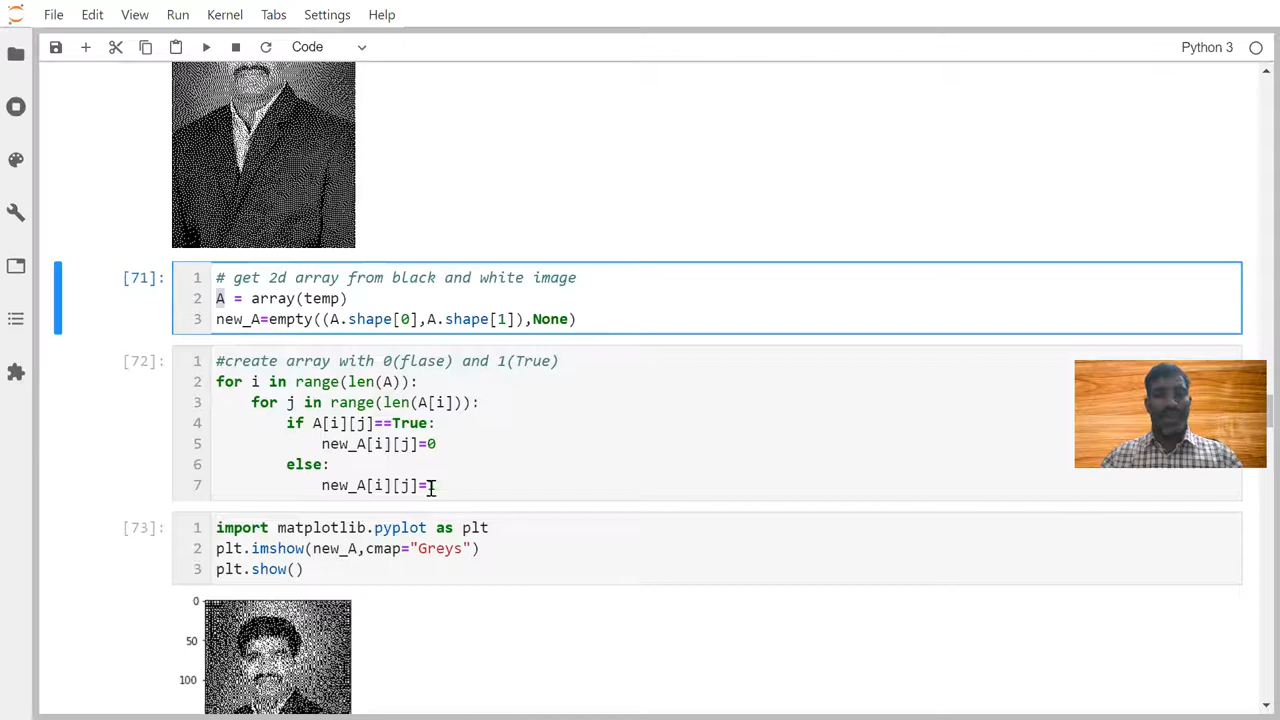 File Edit View Run Kernel Tabs Settings Help
Code
Python 3
[71]:
1 # get 2d array from black and white image
2 A = array(temp)
3 new_A=empty((A.shape[0],A.shape[1]),None)
[72]:
1 #create array with 0(flase) and 1(True)
2 for i in range(len(A)):
3 for j in range(len(A[i])):
4 if A[i][j]==True:
5 new_A[i][j]=0
6 else:
7 new_A[i][j]=
[73]:
1 import matplotlib.pyplot as plt
2 plt.imshow(new_A,cmap="Greys")
3 plt.show()
0
50
100